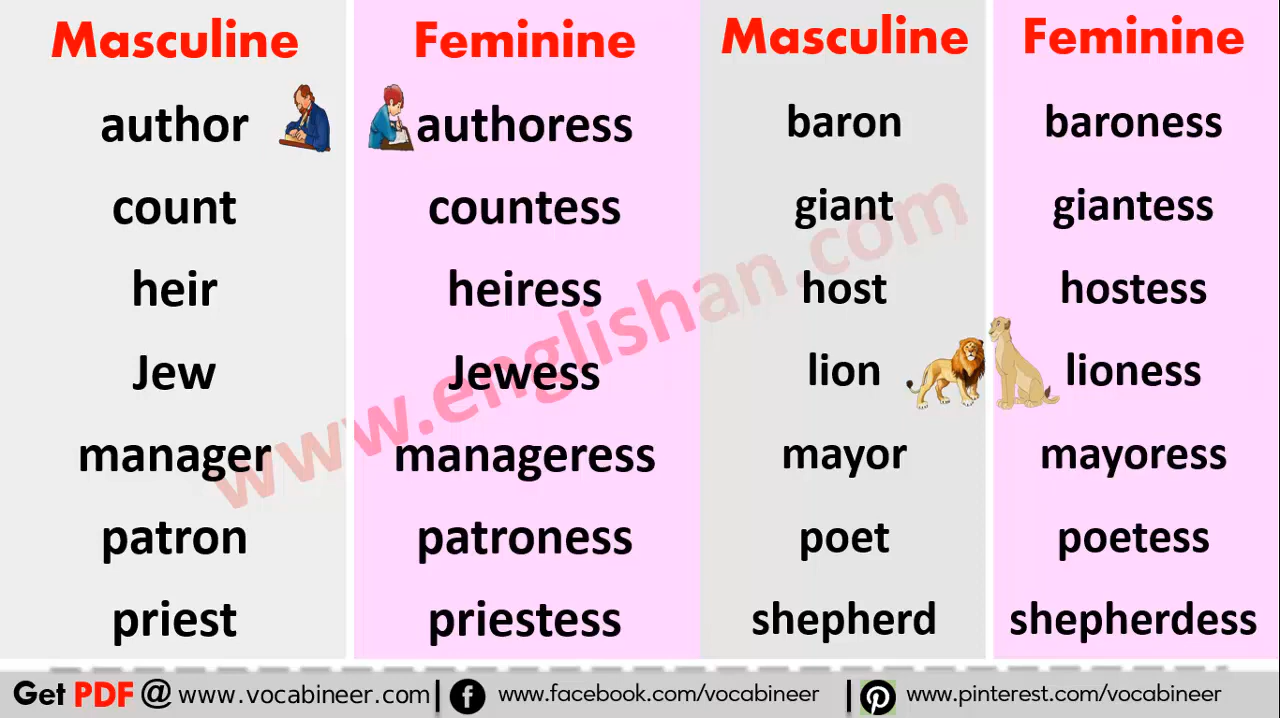 Masculine Feminine Masculine Feminine
author authoress baron baroness
count countess giant giantess
heir heiress host hostess
Jew Jewess lion lioness
manager manageress mayor mayoress
patron patroness poet poetess
priest priestess shepherd shepherdess
www.englishan.com
Get PDF @ www.vocabineer.com| www.facebook.com/vocabineer | www.pinterest.com/vocabineer